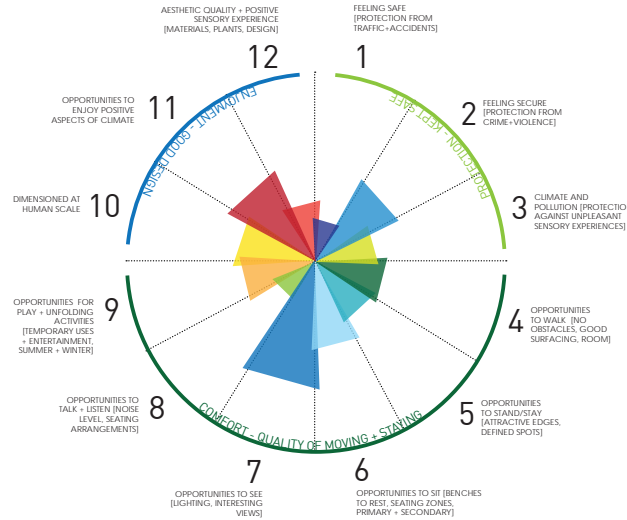 AESTHETIC QUALITY + POSITIVE
SENSORY EXPERIENCE
[MATERIALS, PLANTS, DESIGN]
12
FEELING SAFE
[PROTECTION FROM
TRAFFIC+ACCIDENTS]
1
OPPORTUNITIES TO
ENJOY POSITIVE
ASPECTS OF CLIMATE
11
2
FEELING SECURE
[PROTECTION FROM
CRIME+VIOLENCE]
ENJOYMENT - GOOD DESIGN
PROTECTION - KEPT SAFE
DIMENSIONED AT
HUMAN SCALE
10
3
CLIMATE AND
POLLUTION [PROTECTIO
AGAINST UNPLEASANT
SENSORY EXPERIENCES]
OPPORTUNITIES FOR
PLAY + UNFOLDING
ACTIVITIES
[TEMPORARY USES
+ ENTERTAINMENT,
SUMMER + WINTER]
9
4
OPPORTUNITIES
TO WALK [NO
OBSTACLES, GOOD
SURFACING, ROOM]
OPPORTUNITIES TO
TALK + LISTEN [NOISE
LEVEL, SEATING
ARRANGEMENTS]
8
5
OPPORTUNITIES
TO STAND/STAY
[ATTRACTIVE EDGES,
DEFINED SPOTS]
COMFORT - QUALITY OF MOVING + STAYING
7
OPPORTUNITIES TO SEE
[LIGHTING, INTERESTING
VIEWS]
6
OPPORTUNITIES TO SIT [BENCHES
TO REST, SEATING ZONES,
PRIMARY + SECONDARY]